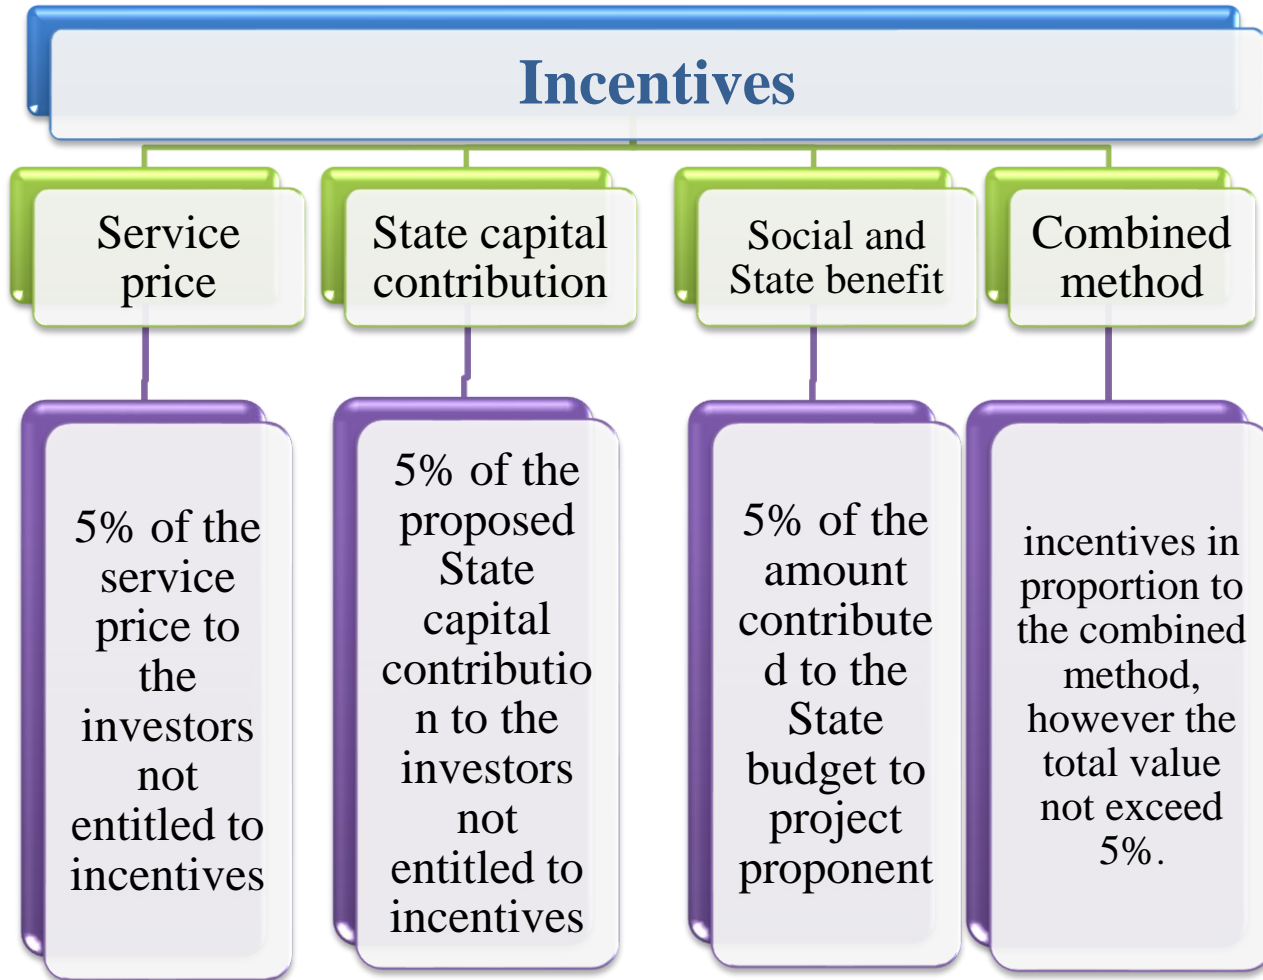 Incentives
Service
price
State capital
contribution
Social and
State benefit
Combined
method
5% of the
service
price to
the
investors
not
entitled to
incentives
5% of the
proposed
State
capital
contributio
n to the
investors
not
entitled to
incentives
5% of the
amount
contribute
d to the
State
budget to
project
proponent
incentives in
proportion to
the combined
method,
however the
total value
not exceed
5%.